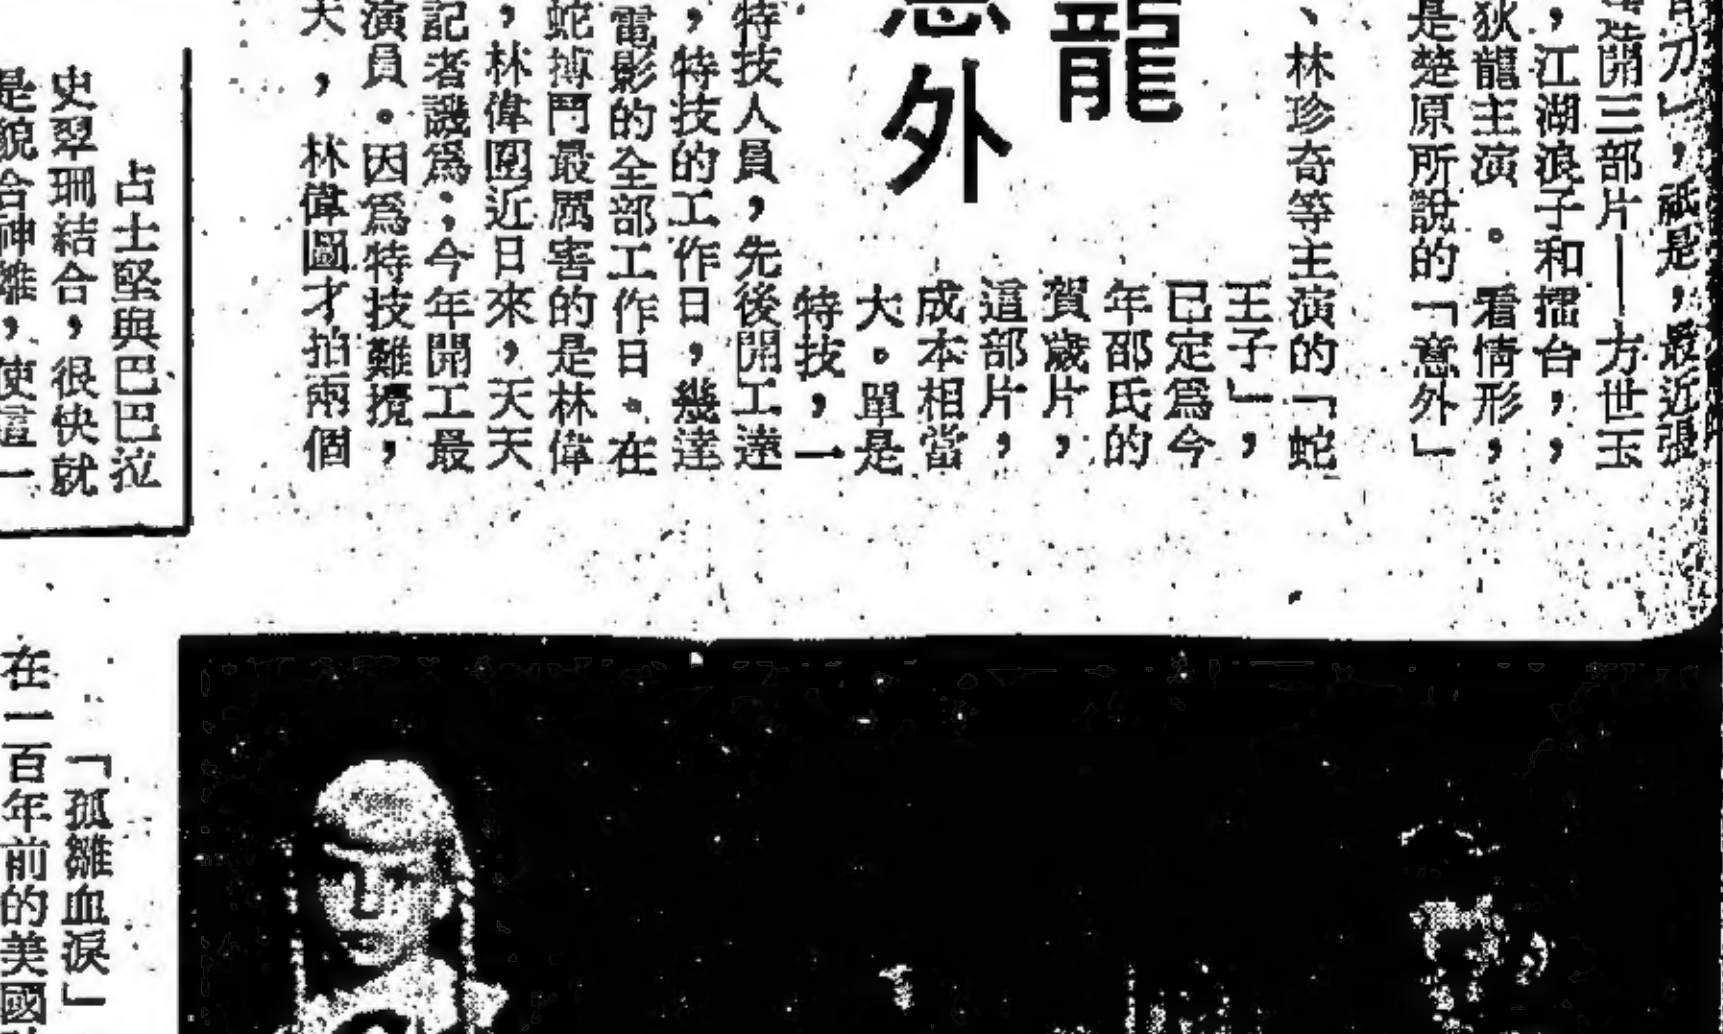 刀」，祇是，最近張
開三部片——方世玉
，江湖浪子和擂台，，
狄龍主演。看情形，
是楚原所說的「意外」
、林珍奇等主演的「蛇
王子」，
已定為今
年邵氏的
賀歲片，
這部片，
成本相當
大。單是
特技，一
龍
意外
特技人員，先後開工達
，特技的工作日，幾達
電影的全部工作日。在
蛇搏鬥最厲害的是林偉
，林偉圖近日來，天天
記者譏為：；今年開工最
演員。因為特技難攪，
天，林偉圖才拍兩個
占士堅與巴巴拉
史翠珊結合，很快就
是貌合神離，使這一
「孤雛血淚」
在一百年前的美國